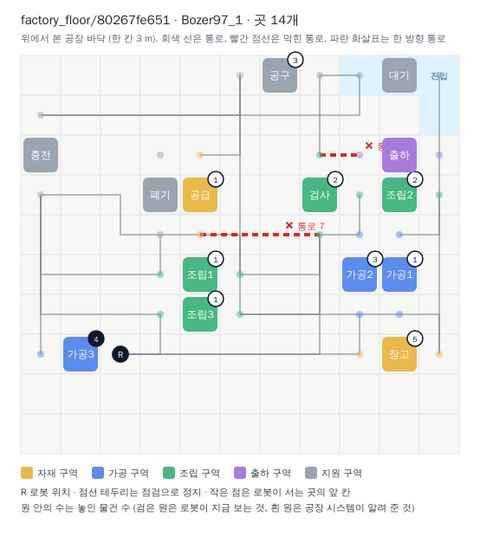 factory_floor/80267fe651 · Bozer97_1 · 곳 14개
위에서 본 공장 바닥 (한 칸 3 m). 회색 선은 통로, 빨간 점선은 막힌 통로, 파란 화살표는 한 방향 통로
3
공구
대기
진입
충전
✖
출하
1
2
2
폐기
공급
검사
조립2
✖ 통로 7
1
3
1
조립1
가공2
가공1
1
조립3
4
5
가공3
R
창고
자재 구역
가공 구역
조립 구역
출하 구역
지원 구역
R 로봇 위치 · 점선 테두리는 점검으로 정지 · 작은 점은 로봇이 서는 곳의 앞 칸
원 안의 수는 놓인 물건 수 (검은 원은 로봇이 지금 보는 것, 흰 원은 공장 시스템이 알려 준 것)